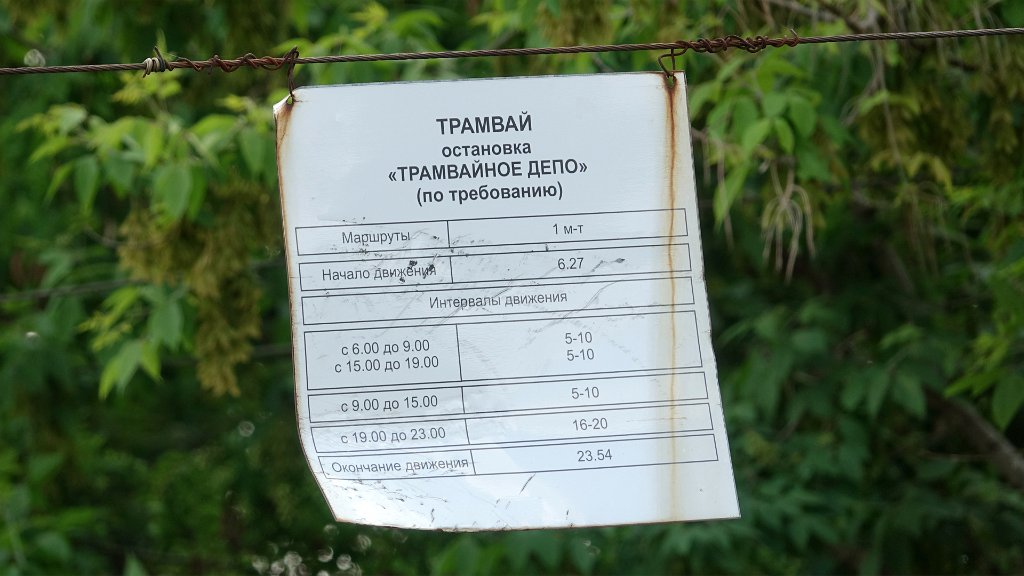 ТРАМВАЙ
остановка
«ТРАМВАЙНОЕ ДЕПО»
(по требованию)
Маршруты 1 м-т
Начало движения 6.27
Интервалы движения
с 6.00 до 9.00 5-10
с 15.00 до 19.00 5-10
с 9.00 до 15.00 5-10
с 19.00 до 23.00 16-20
Окончание движения 23.54